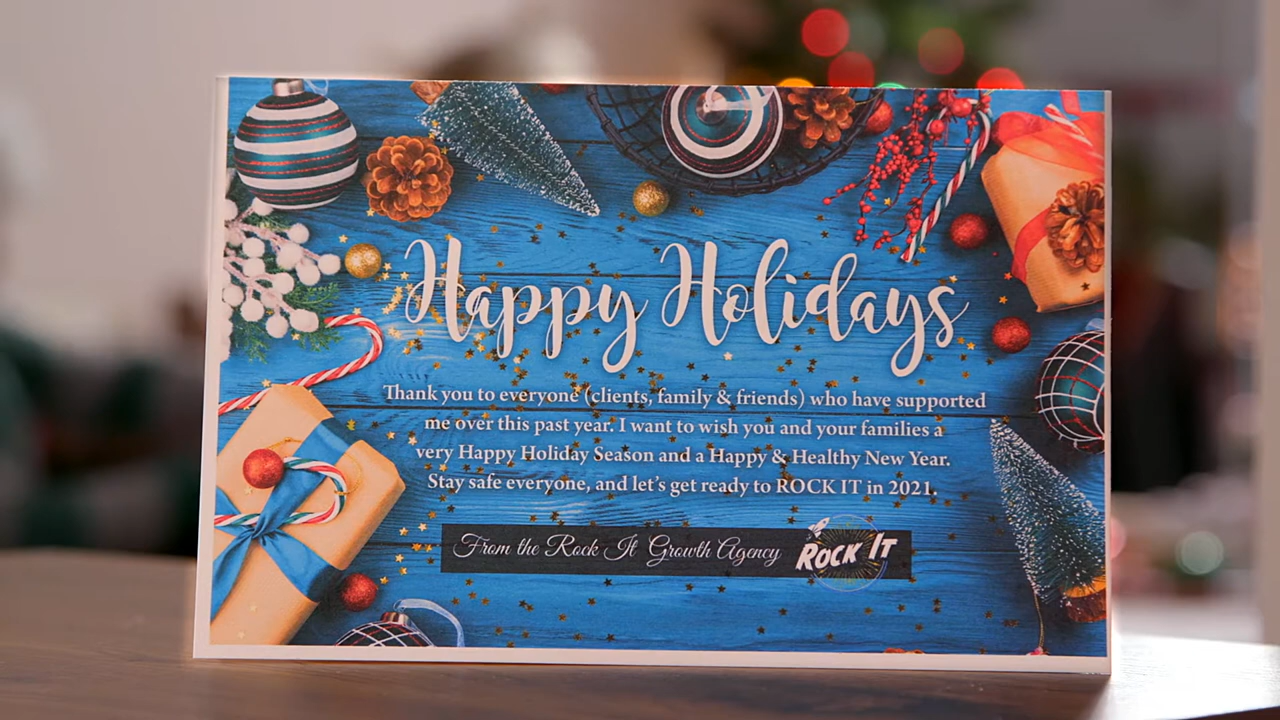 Happy Holidays
Thank you to everyone (clients, family & friends) who have supported
me over this past year. I want to wish you and your families a
very Happy Holiday Season and a Happy & Healthy New Year.
Stay safe everyone, and let's get ready to ROCK IT in 2021.
From the Rock It Growth Agency ROCK IT